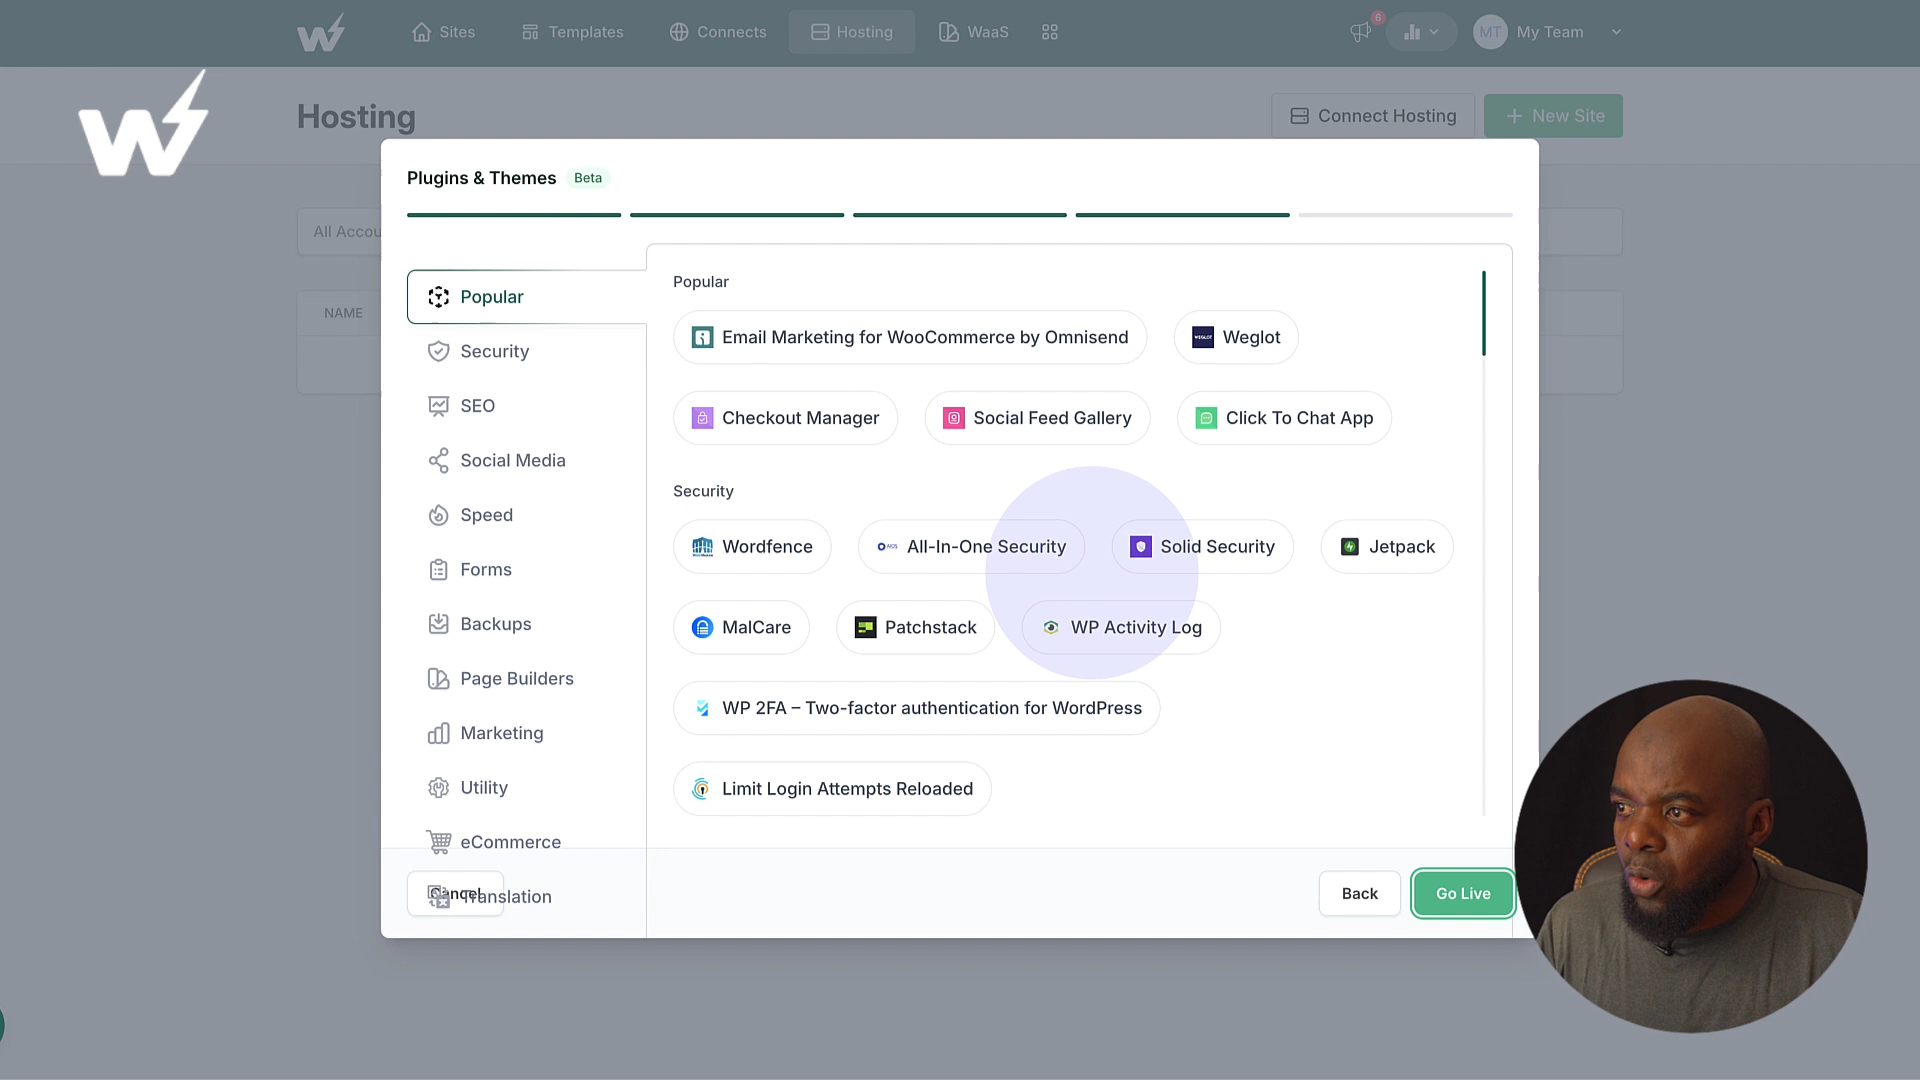 Sites
Templates
Connects
Hosting
WaaS
6
MT
My Team
Hosting
Connect Hosting
New Site
Plugins & Themes
Beta
All Accou
NAME
Popular
Security
SEO
Social Media
Speed
Forms
Backups
Page Builders
Marketing
Utility
eCommerce
Translation
Cancel
Popular
Email Marketing for WooCommerce by Omnisend
WEGLOT
Weglot
Checkout Manager
Social Feed Gallery
Click To Chat App
Security
Wordfence
AIOS
All-In-One Security
Solid Security
Jetpack
MalCare
Patchstack
WP Activity Log
WP 2FA – Two-factor authentication for WordPress
Limit Login Attempts Reloaded
Back
Go Live